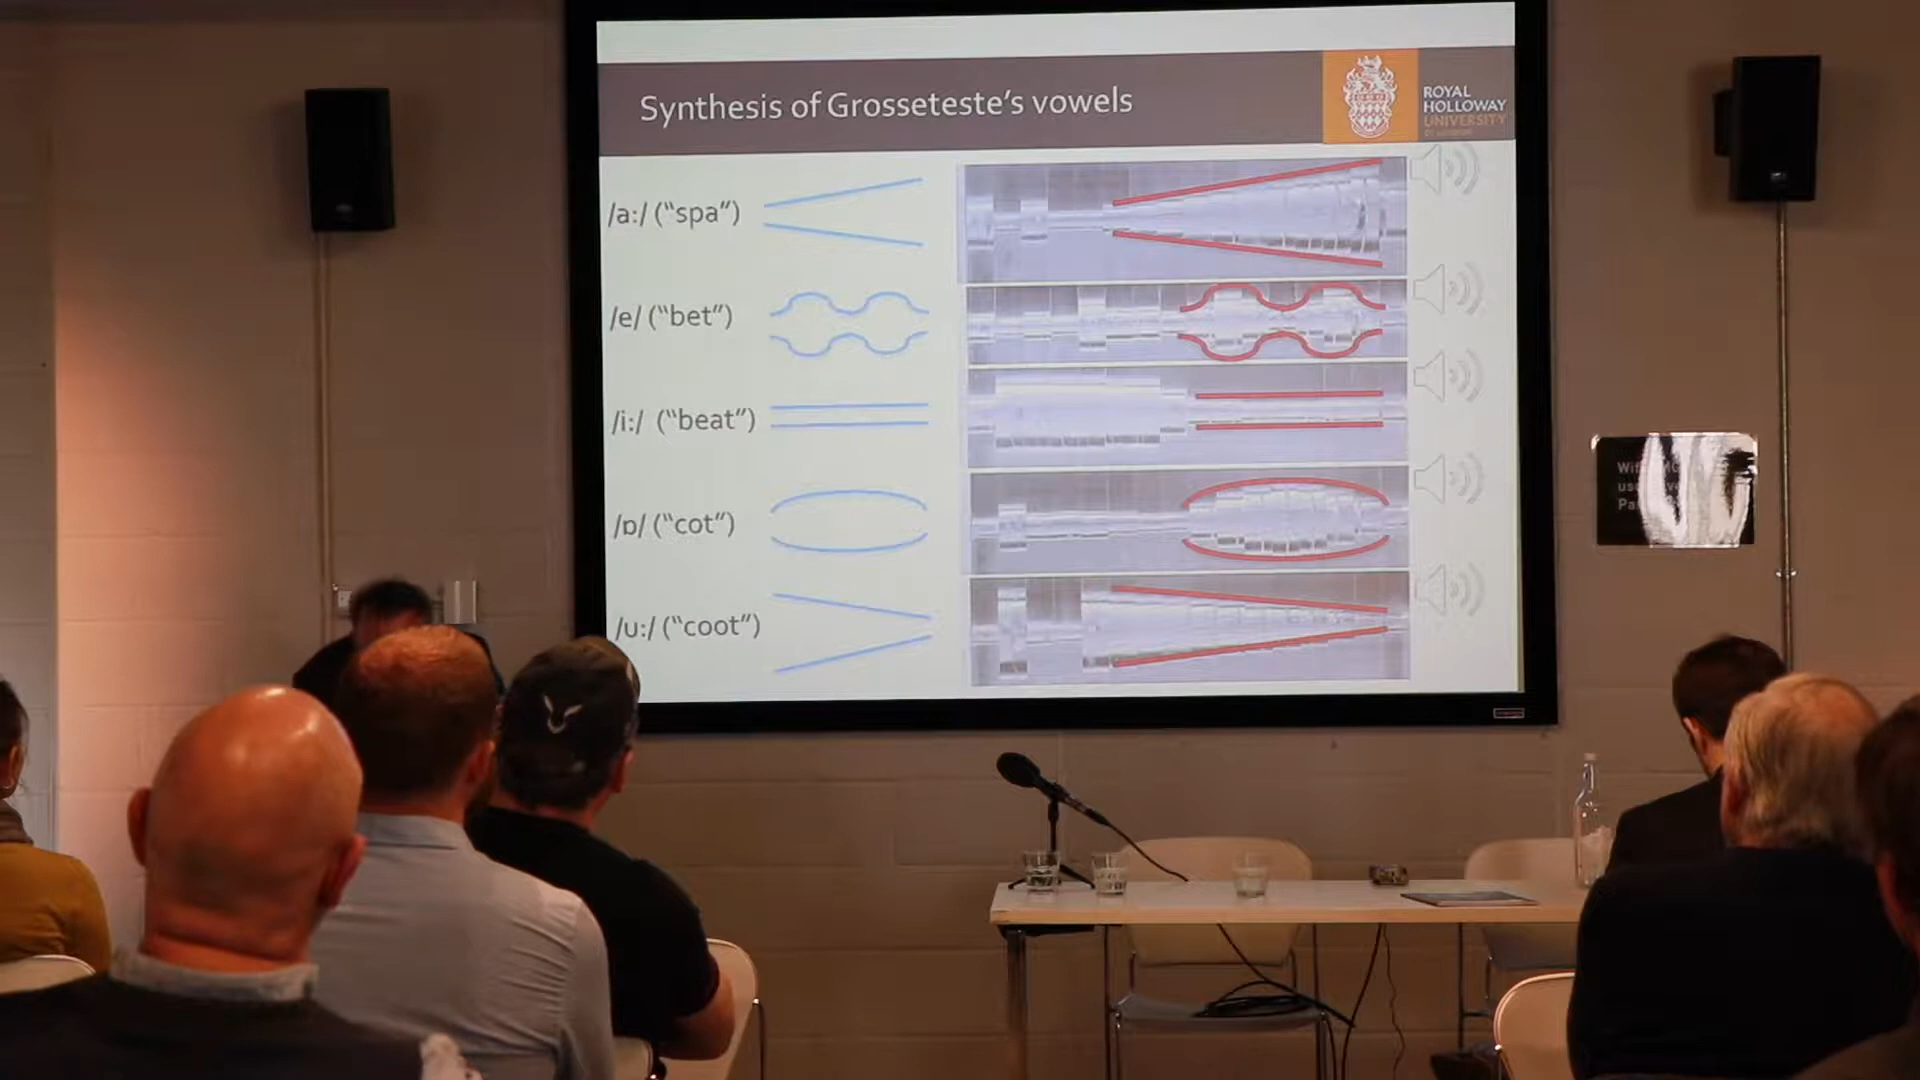 Synthesis of Grosseteste's vowels
ROYAL
HOLLOWAY
UNIVERSITY
/a:/ ("spa")
/e/ ("bet")
/i:/ ("beat")
/ɒ/ ("cot")
/u:/ ("coot")